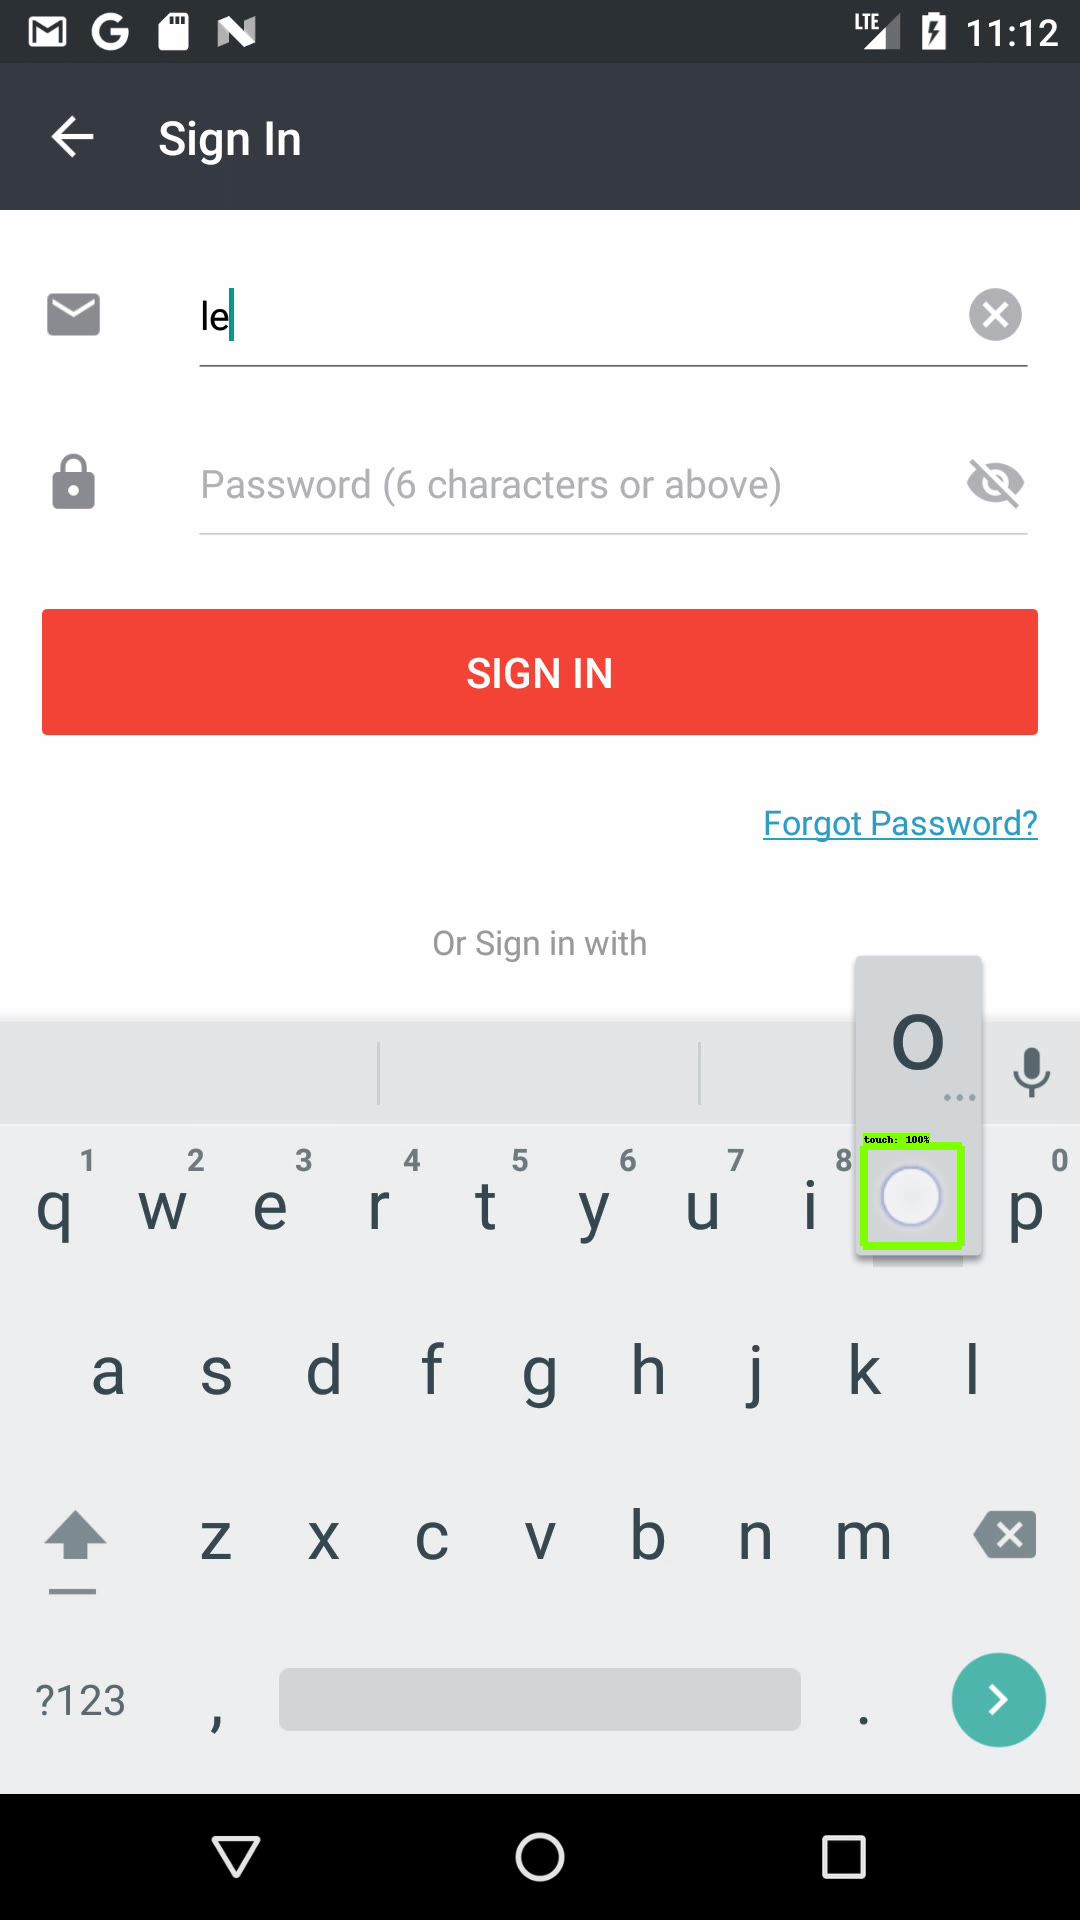 LTE 11:12
Sign In
le
Password (6 characters or above)
SIGN IN
Forgot Password?
Or Sign in with
o
...
touch: 100%
1 2 3 4 5 6 7 8 0
q w e r t y u i p
a s d f g h j k l
z x c v b n m
?123 , .